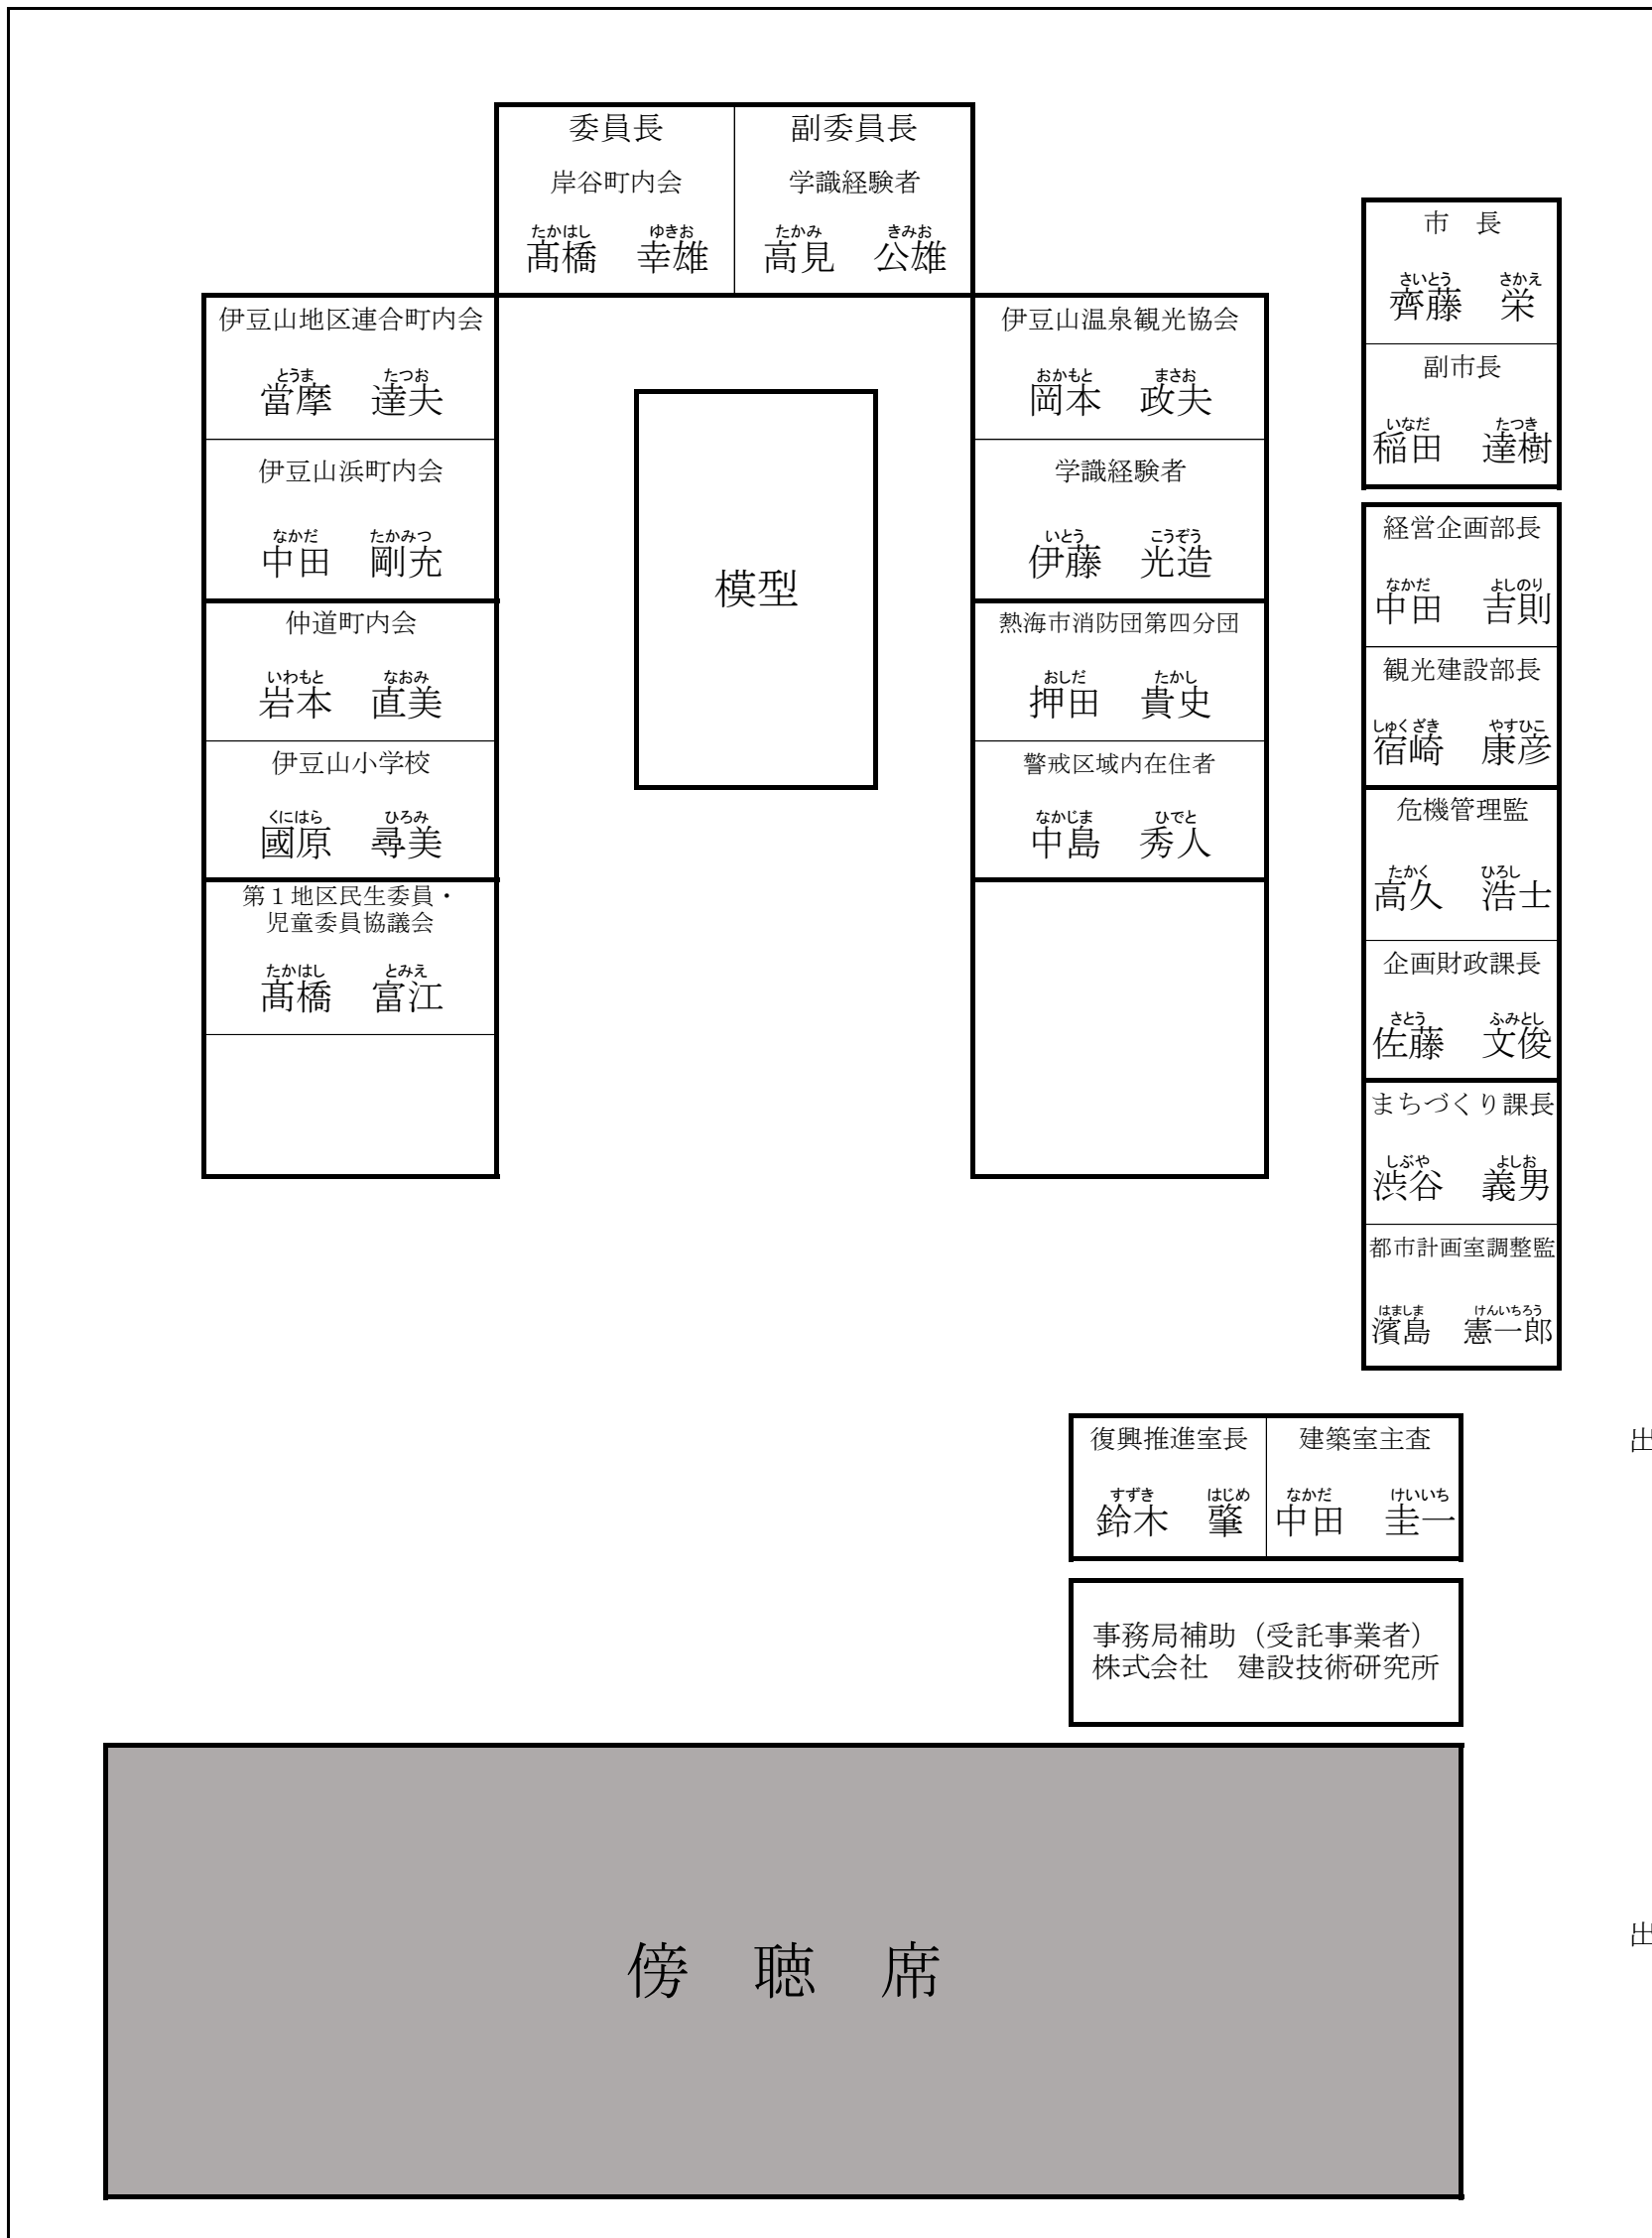 委員長
岸谷町内会
たかはし ゆきお
髙橋 幸雄
副委員長
学識経験者
たかみ きみお
高見 公雄
伊豆山地区連合町内会
とうま たつお
當摩 達夫
伊豆山浜町内会
なかだ たかみつ
中田 剛充
仲道町内会
いわもと なおみ
岩本 直美
伊豆山小学校
くにはら ひろみ
國原 尋美
第１地区民生委員・
児童委員協議会
たかはし とみえ
髙橋 富江
模型
伊豆山温泉観光協会
おかもと まさお
岡本 政夫
学識経験者
いとう こうぞう
伊藤 光造
熱海市消防団第四分団
おしだ たかし
押田 貴史
警戒区域内在住者
なかじま ひでと
中島 秀人
市 長
さいとう さかえ
齊藤 栄
副市長
いなだ たつき
稲田 達樹
経営企画部長
なかだ よしのり
中田 吉則
観光建設部長
しゅくざき やすひこ
宿崎 康彦
危機管理監
たかく ひろし
高久 浩士
企画財政課長
さとう ふみとし
佐藤 文俊
まちづくり課長
しぶや よしお
渋谷 義男
都市計画室調整監
はましま けんいちろう
濱島 憲一郎
復興推進室長
すずき はじめ
鈴木 肇
建築室主査
なかだ けいいち
中田 圭一
出
事務局補助（受託事業者）
株式会社 建設技術研究所
出
傍 聴 席